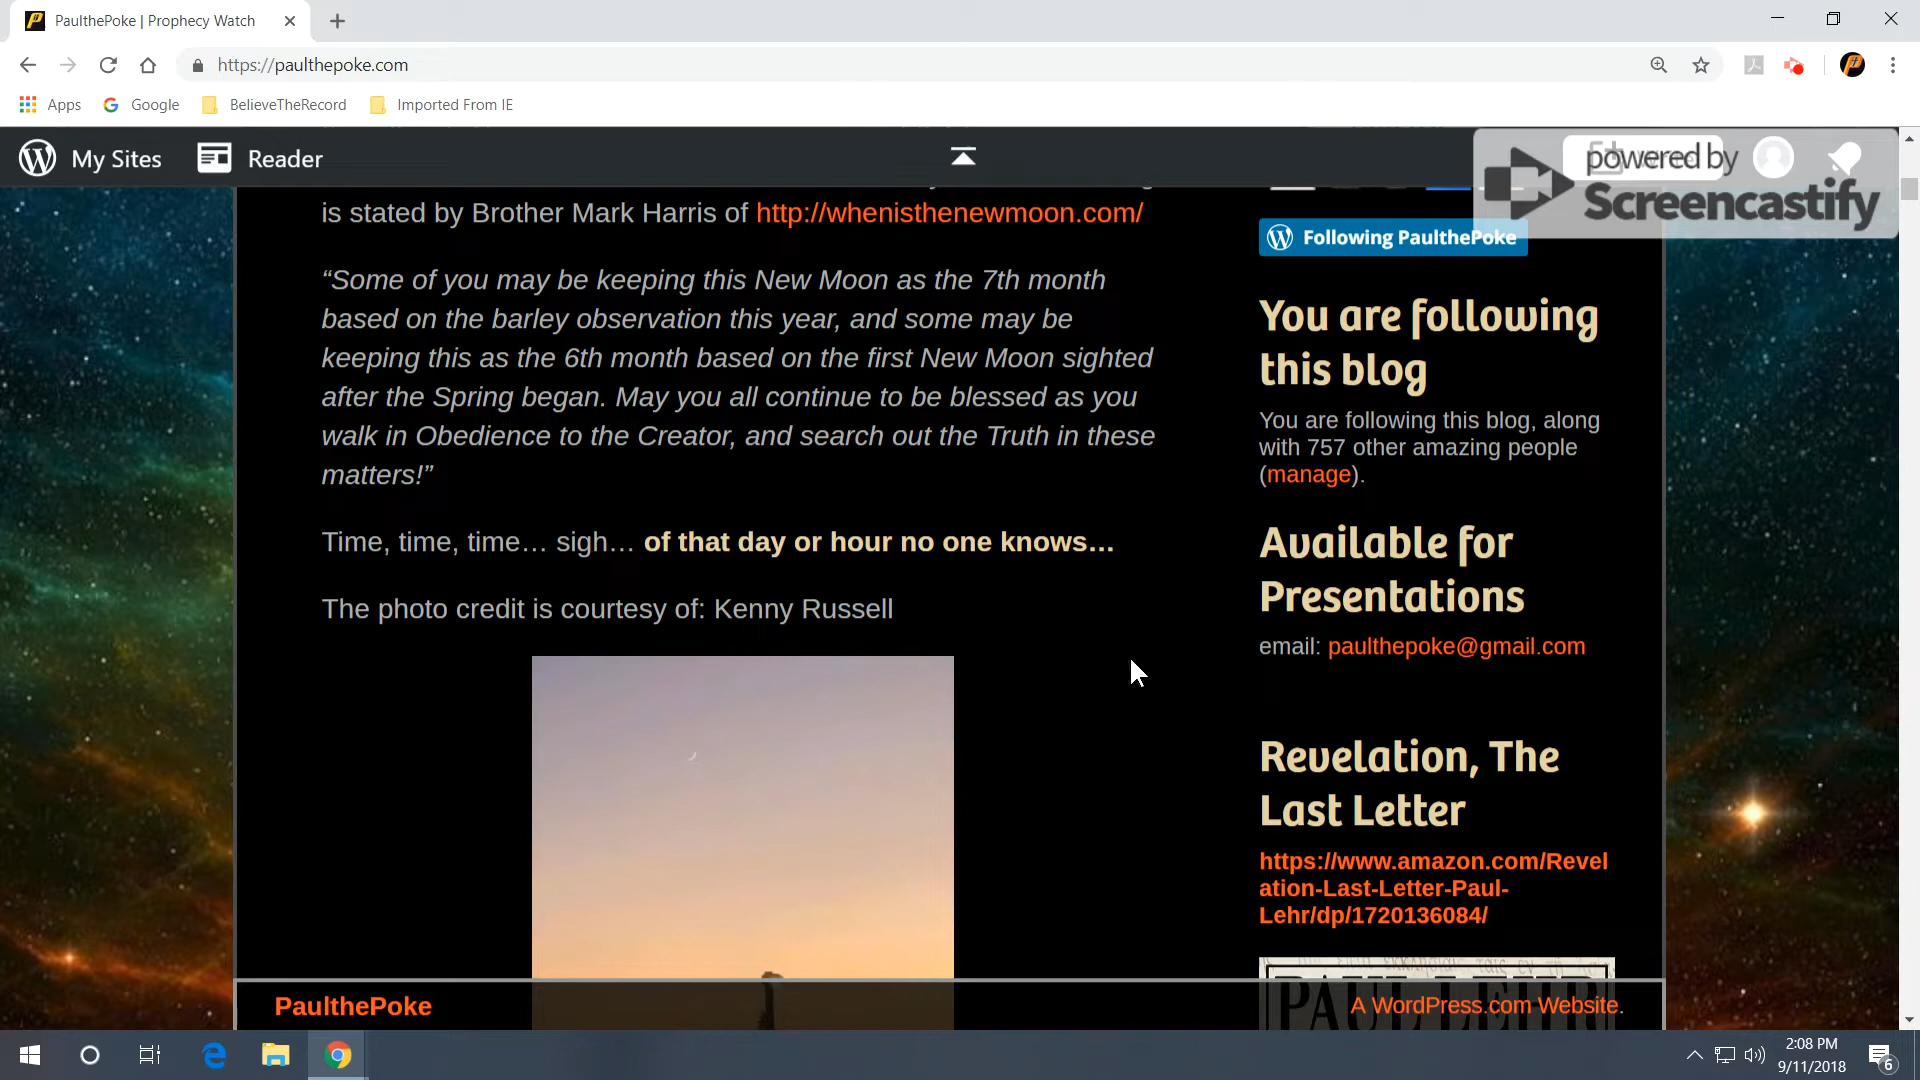 PaulthePoke | Prophecy Watch
https://paulthepoke.com
Apps Google BelieveTheRecord Imported From IE
My Sites Reader
powered by
Screencastify
is stated by Brother Mark Harris of http://whenisthenewmoon.com/
“Some of you may be keeping this New Moon as the 7th month
based on the barley observation this year, and some may be
keeping this as the 6th month based on the first New Moon sighted
after the Spring began. May you all continue to be blessed as you
walk in Obedience to the Creator, and search out the Truth in these
matters!”
Time, time, time… sigh… of that day or hour no one knows…
The photo credit is courtesy of: Kenny Russell
Following PaulthePoke
You are following
this blog
You are following this blog, along
with 757 other amazing people
(manage).
Available for
Presentations
email: paulthepoke@gmail.com
Revelation, The
Last Letter
https://www.amazon.com/Revel
ation-Last-Letter-Paul-
Lehr/dp/1720136084/
PAUL LEHR
PaulthePoke
A WordPress.com Website.
2:08 PM
9/11/2018
6